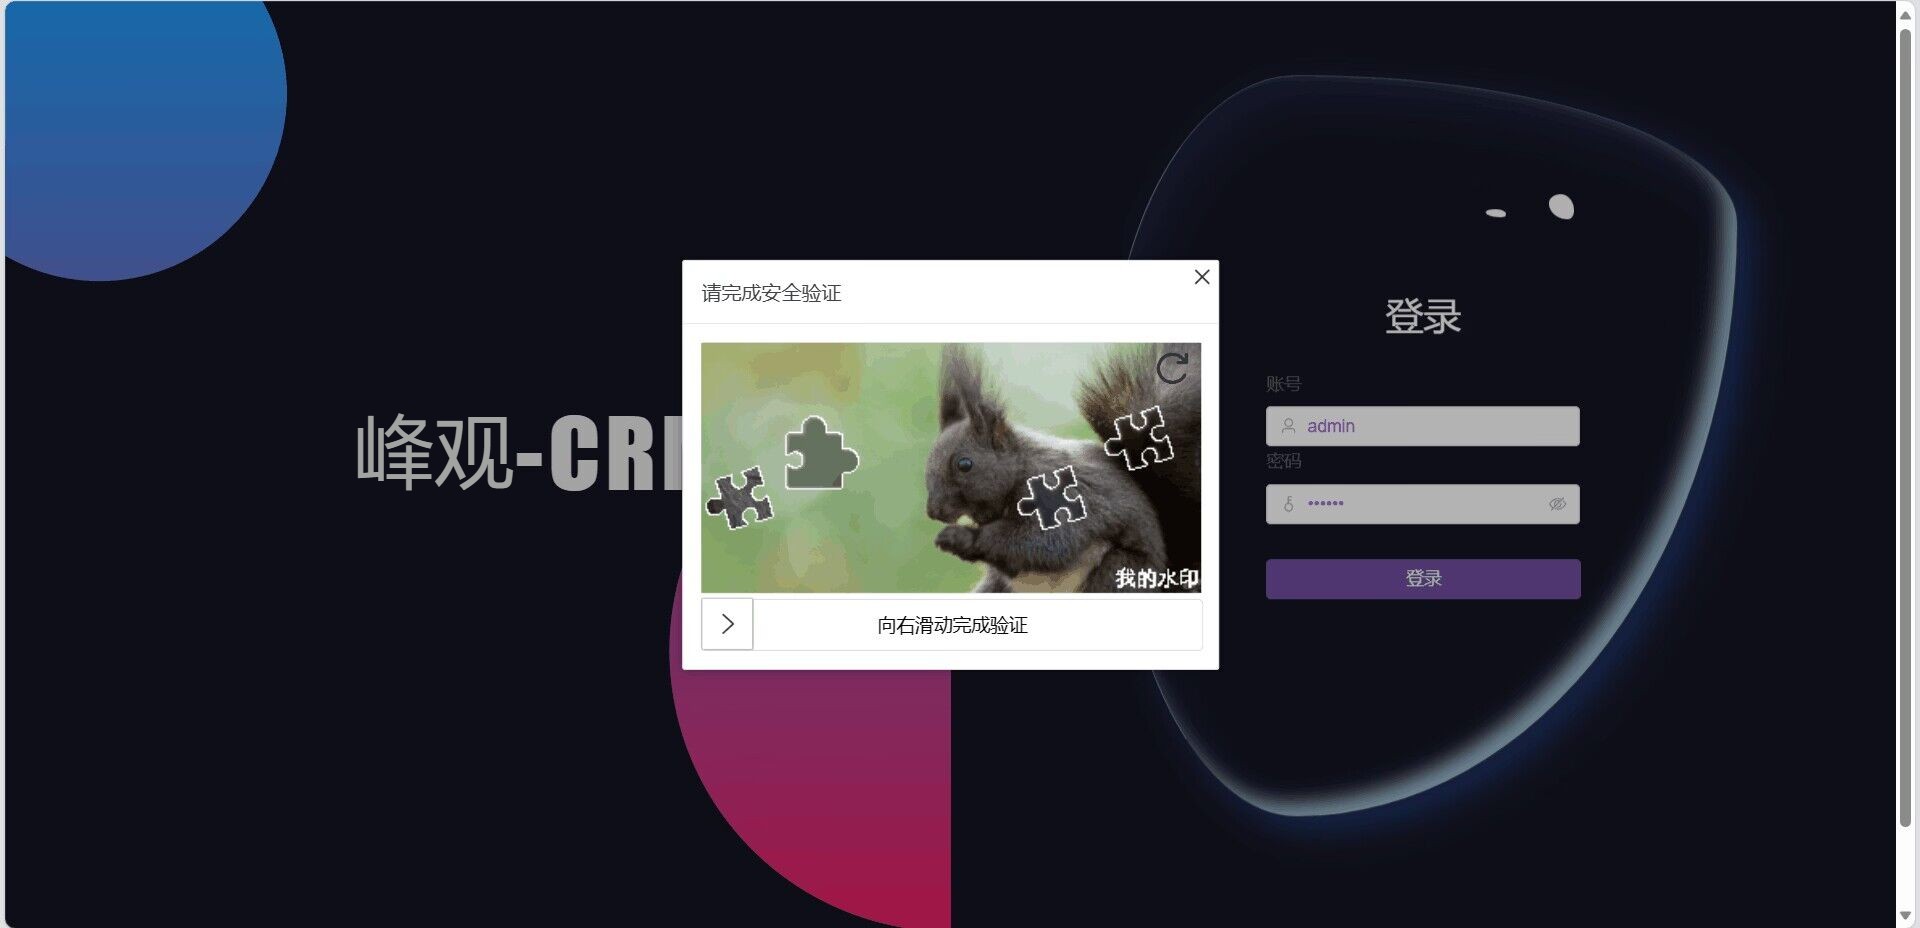 峰观-CR
请完成安全验证
我的水印
向右滑动完成验证
登录
账号
admin
密码
••••••
登录